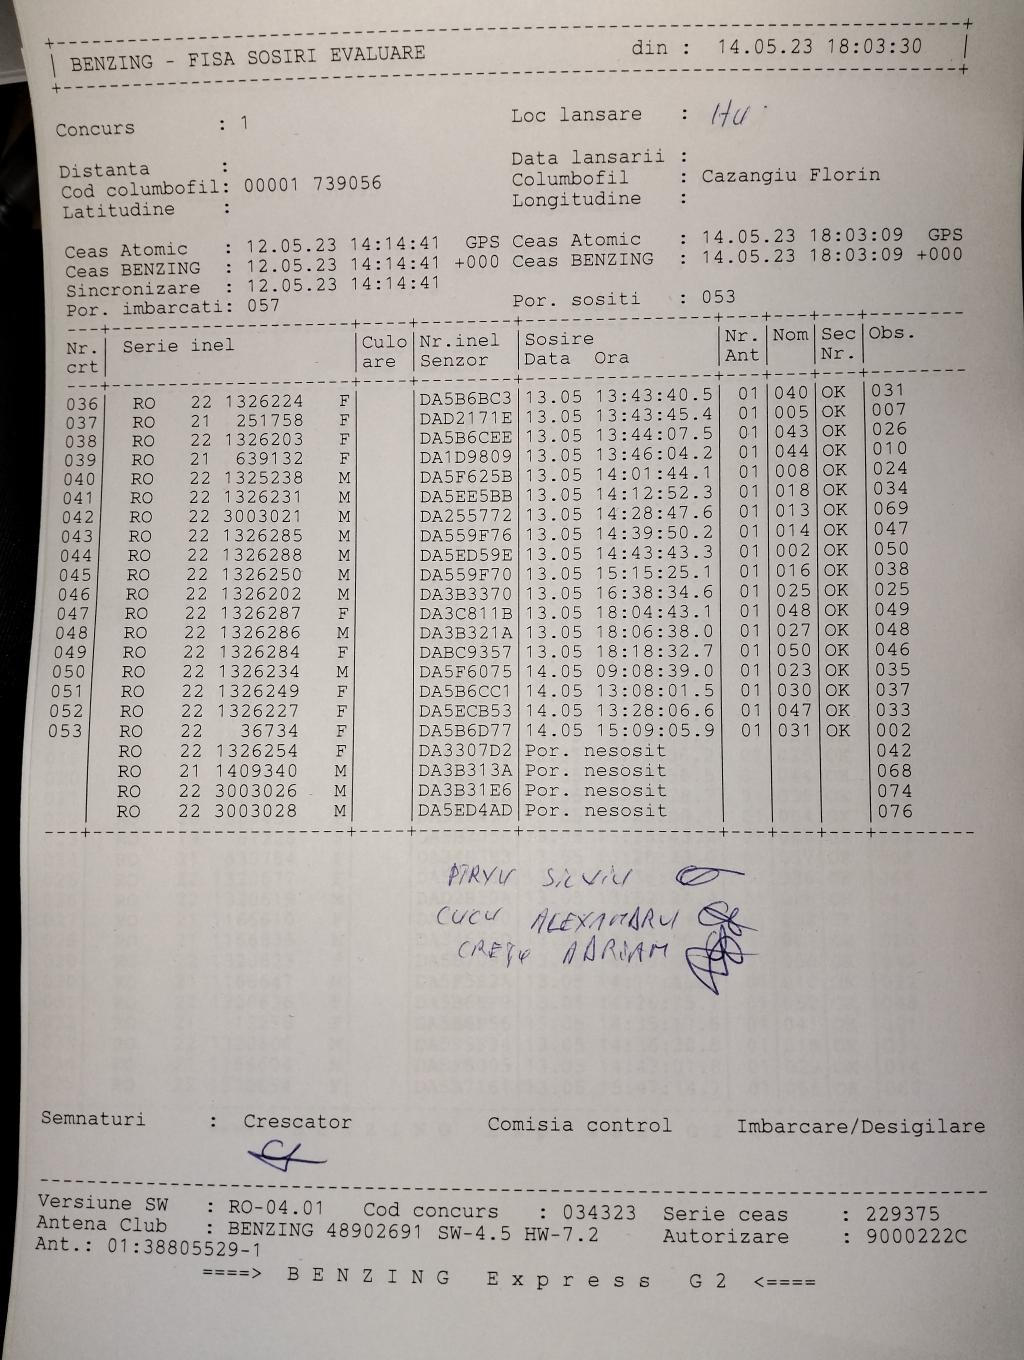 BENZING - FISA SOSIRI EVALUARE din : 14.05.23 18:03:30
Concurs : 1 Loc lansare : Hu
Distanta : Data lansarii :
Cod columbofil: 00001 739056 Columbofil : Cazangiu Florin
Latitudine : Longitudine :
Ceas Atomic : 12.05.23 14:14:41 GPS Ceas Atomic : 14.05.23 18:03:09 GPS
Ceas BENZING : 12.05.23 14:14:41 +000 Ceas BENZING : 14.05.23 18:03:09 +000
Sincronizare : 12.05.23 14:14:41
Por. imbarcati: 057 Por. sositi : 053
Nr. Serie inel Culo Nr.inel Sosire Nr. Nom Sec Obs.
crt are Senzor Data Ora Ant Nr.
036 RO 22 1326224 F DA5B6BC3 13.05 13:43:40.5 01 040 OK 031
037 RO 21 251758 F DAD2171E 13.05 13:43:45.4 01 005 OK 007
038 RO 22 1326203 F DA5B6CEE 13.05 13:44:07.5 01 043 OK 026
039 RO 21 639132 F DA1D9809 13.05 13:46:04.2 01 044 OK 010
040 RO 22 1325238 M DA5F625B 13.05 14:01:44.1 01 008 OK 024
041 RO 22 1326231 M DA5EE5BB 13.05 14:12:52.3 01 018 OK 034
042 RO 22 3003021 M DA255772 13.05 14:28:47.6 01 013 OK 069
043 RO 22 1326285 M DA559F76 13.05 14:39:50.2 01 014 OK 047
044 RO 22 1326288 M DA5ED59E 13.05 14:43:43.3 01 002 OK 050
045 RO 22 1326250 M DA559F70 13.05 15:15:25.1 01 016 OK 038
046 RO 22 1326202 M DA3B3370 13.05 16:38:34.6 01 025 OK 025
047 RO 22 1326287 F DA3C811B 13.05 18:04:43.1 01 048 OK 049
048 RO 22 1326286 M DA3B321A 13.05 18:06:38.0 01 027 OK 048
049 RO 22 1326284 F DABC9357 13.05 18:18:32.7 01 050 OK 046
050 RO 22 1326234 M DA5F6075 14.05 09:08:39.0 01 023 OK 035
051 RO 22 1326249 F DA5B6CC1 14.05 13:08:01.5 01 030 OK 037
052 RO 22 1326227 F DA5ECB53 14.05 13:28:06.6 01 047 OK 033
053 RO 22 36734 F DA5B6D77 14.05 15:09:05.9 01 031 OK 002
RO 22 1326254 F DA3307D2 Por. nesosit 042
RO 21 1409340 M DA3B313A Por. nesosit 068
RO 22 3003026 M DA3B31E6 Por. nesosit 074
RO 22 3003028 M DA5ED4AD Por. nesosit 076
SILVIU
CUCU ALEXANDRU
ADRIAN
Semnaturi : Crescator Comisia control Imbarcare/Desigilare
Versiune SW : RO-04.01 Cod concurs : 034323 Serie ceas : 229375
Antena Club : BENZING 48902691 SW-4.5 HW-7.2 Autorizare : 9000222C
Ant.: 01:38805529-1
====> B E N Z I N G E x p r e s s G 2 <====